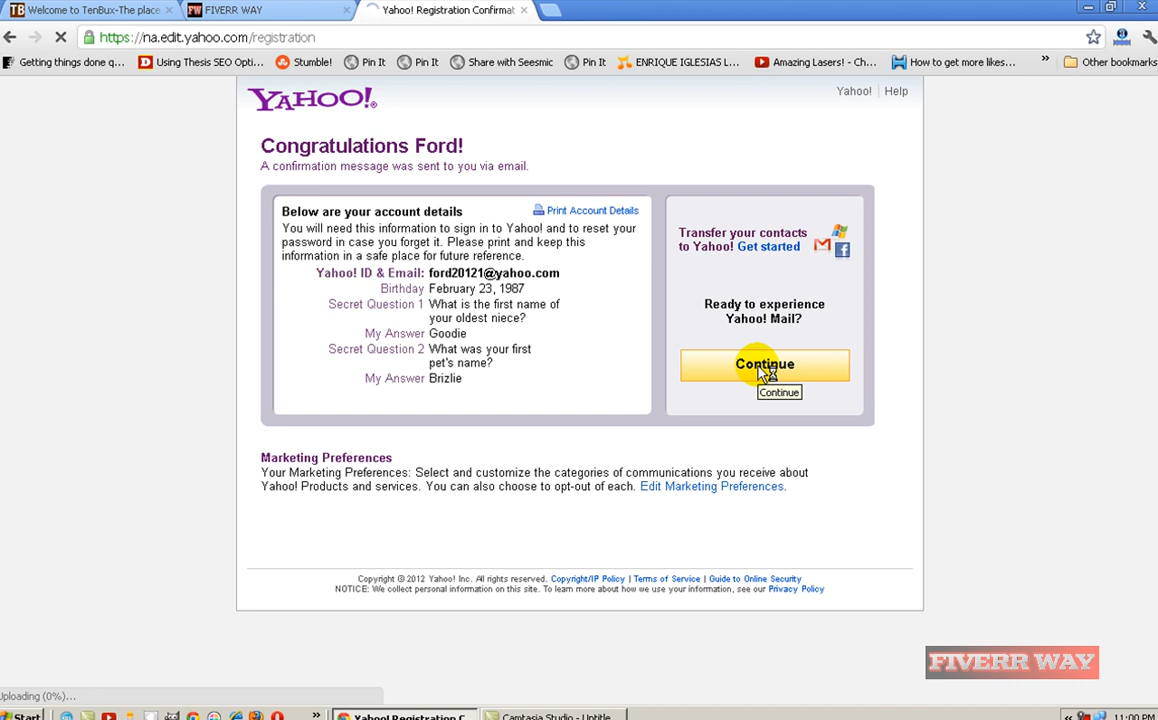 Welcome to TenBux-The place
FIVERR WAY
Yahoo! Registration Confirmat
https://na.edit.yahoo.com/registration
Getting things done q...
Using Thesis SEO Opti...
Stumble!
Pin It
Pin It
Share with Seesmic
Pin It
ENRIQUE IGLESIAS L...
Amazing Lasers! - Ch...
How to get more likes...
Other bookmarks
YAHOO!
Yahoo! | Help
Congratulations Ford!
A confirmation message was sent to you via email.
Below are your account details
Print Account Details
You will need this information to sign in to Yahoo! and to reset your
password in case you forget it. Please print and keep this
information in a safe place for future reference.
Yahoo! ID & Email: ford20121@yahoo.com
Birthday February 23, 1987
Secret Question 1 What is the first name of
your oldest niece?
My Answer Goodie
Secret Question 2 What was your first
pet's name?
My Answer Brizlie
Transfer your contacts
to Yahoo! Get started
Ready to experience
Yahoo! Mail?
Continue
Continue
Marketing Preferences
Your Marketing Preferences: Select and customize the categories of communications you receive about
Yahoo! Products and services. You can also choose to opt-out of each. Edit Marketing Preferences.
Copyright © 2012 Yahoo! Inc. All rights reserved. Copyright/IP Policy | Terms of Service | Guide to Online Security
NOTICE: We collect personal information on this site. To learn more about how we use your information, see our Privacy Policy
FIVERR WAY
Uploading (0%)...
Start
Yahoo! Registration C...
Camtasia Studio - Untitle...
11:00 PM